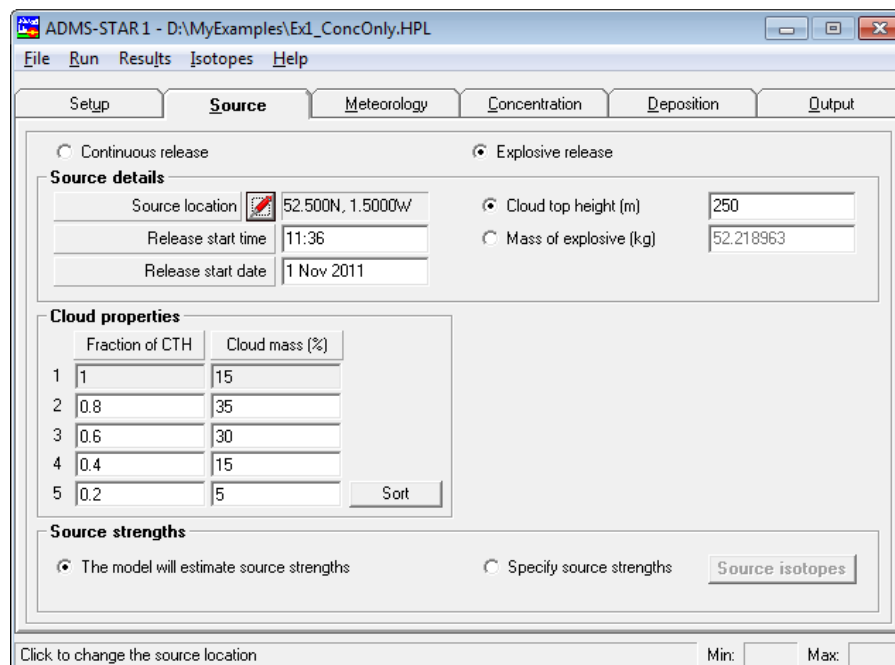 ADMS-STAR 1 - D:\MyExamples\Ex1_ConcOnly.HPL
File Run Results Isotopes Help
Setup Source Meteorology Concentration Deposition Output
Continuous release Explosive release
Source details
Source location 52.500N, 1.5000W Cloud top height (m) 250
Release start time 11:36 Mass of explosive (kg) 52.218963
Release start date 1 Nov 2011
Cloud properties
Fraction of CTH Cloud mass (%)
1 1 15
2 0.8 35
3 0.6 30
4 0.4 15
5 0.2 5 Sort
Source strengths
The model will estimate source strengths Specify source strengths Source isotopes
Click to change the source location Min: Max: